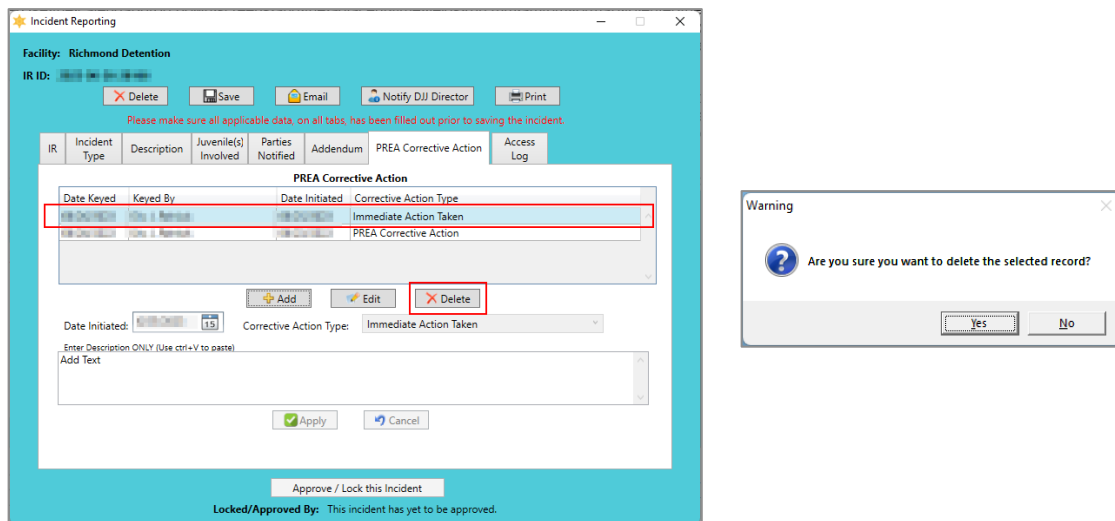 Incident Reporting
Facility: Richmond Detention
IR ID:
Delete Save Email Notify DJJ Director Print
Please make sure all applicable data, on all tabs, has been filled out prior to saving the incident.
IR Incident Type Description Juvenile(s) Involved Parties Notified Addendum PREA Corrective Action Access Log
PREA Corrective Action
Date Keyed Keyed By Date Initiated Corrective Action Type
Immediate Action Taken
PREA Corrective Action
Add Edit Delete
Date Initiated: 15 Corrective Action Type: Immediate Action Taken
Enter Description ONLY (Use ctrl+V to paste)
Add Text
Apply Cancel
Approve / Lock this Incident
Locked/Approved By: This incident has yet to be approved.
Warning
Are you sure you want to delete the selected record?
Yes No